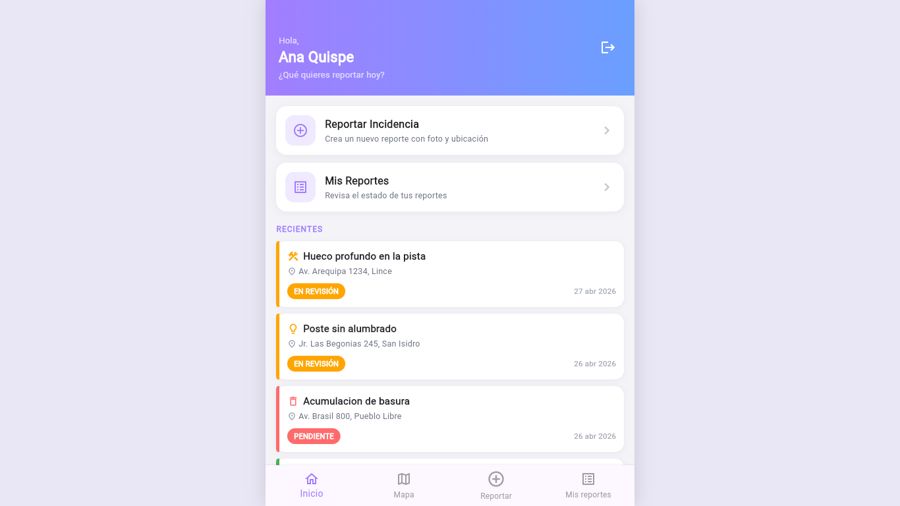 Hola,
Ana Quispe
¿Qué quieres reportar hoy?
Reportar Incidencia
Crea un nuevo reporte con foto y ubicación
Mis Reportes
Revisa el estado de tus reportes
RECIENTES
Hueco profundo en la pista
Av. Arequipa 1234, Lince
EN REVISIÓN
27 abr 2026
Poste sin alumbrado
Jr. Las Begonias 245, San Isidro
EN REVISIÓN
26 abr 2026
Acumulacion de basura
Av. Brasil 800, Pueblo Libre
PENDIENTE
26 abr 2026
Inicio
Mapa
Reportar
Mis reportes